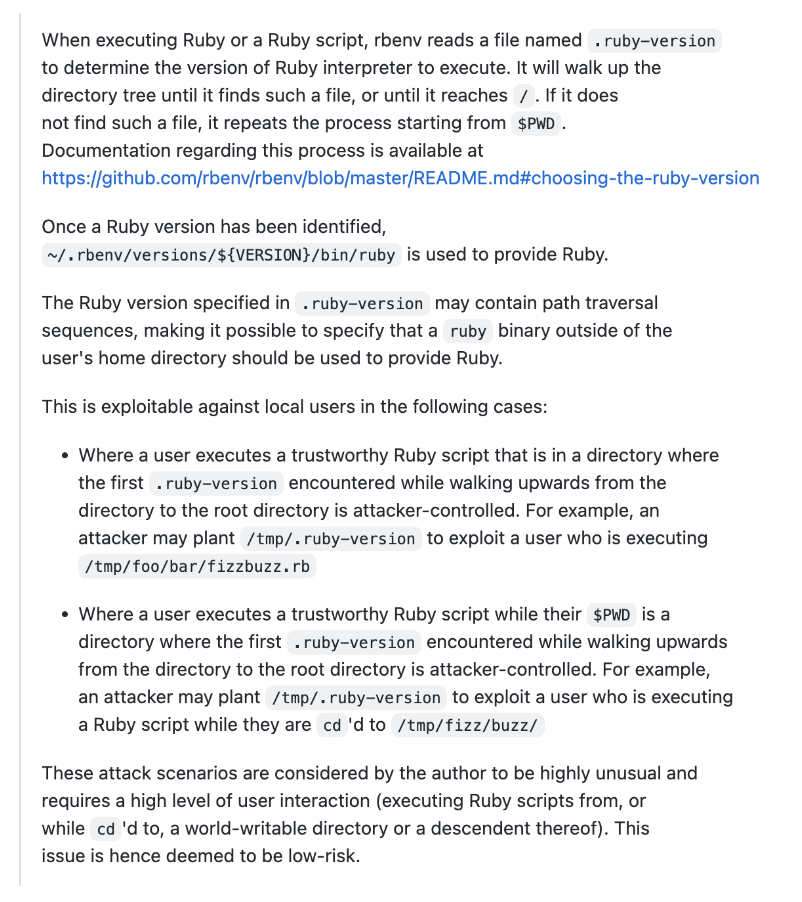 When executing Ruby or a Ruby script, rbenv reads a file named .ruby-version
to determine the version of Ruby interpreter to execute. It will walk up the
directory tree until it finds such a file, or until it reaches / . If it does
not find such a file, it repeats the process starting from $PWD .
Documentation regarding this process is available at
https://github.com/rbenv/rbenv/blob/master/README.md#choosing-the-ruby-version
Once a Ruby version has been identified,
~/.rbenv/versions/${VERSION}/bin/ruby is used to provide Ruby.
The Ruby version specified in .ruby-version may contain path traversal
sequences, making it possible to specify that a ruby binary outside of the
user's home directory should be used to provide Ruby.
This is exploitable against local users in the following cases:
• Where a user executes a trustworthy Ruby script that is in a directory where
the first .ruby-version encountered while walking upwards from the
directory to the root directory is attacker-controlled. For example, an
attacker may plant /tmp/.ruby-version to exploit a user who is executing
/tmp/foo/bar/fizzbuzz.rb
• Where a user executes a trustworthy Ruby script while their $PWD is a
directory where the first .ruby-version encountered while walking upwards
from the directory to the root directory is attacker-controlled. For example,
an attacker may plant /tmp/.ruby-version to exploit a user who is executing
a Ruby script while they are cd 'd to /tmp/fizz/buzz/
These attack scenarios are considered by the author to be highly unusual and
requires a high level of user interaction (executing Ruby scripts from, or
while cd 'd to, a world-writable directory or a descendent thereof). This
issue is hence deemed to be low-risk.